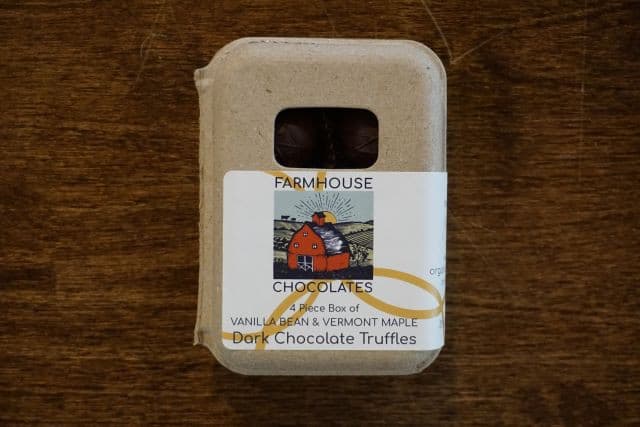 FARMHOUSE
CHOCOLATES
4 Piece Box of
VANILLA BEAN & VERMONT MAPLE
Dark Chocolate Truffles